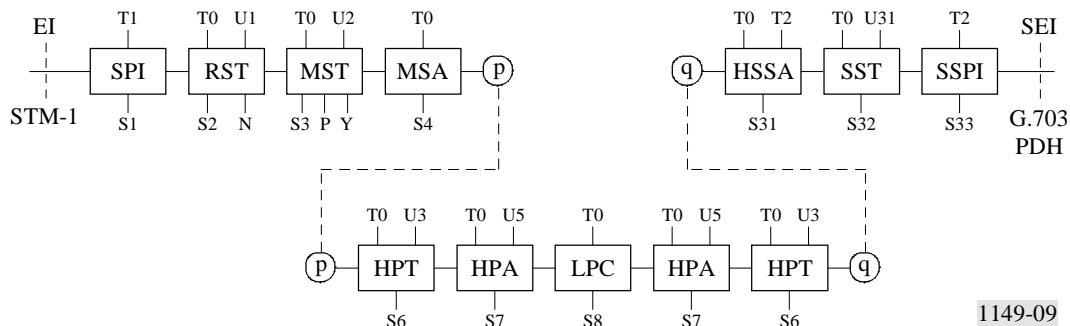 EI T1 T0 U1 T0 U2 T0 T0 T2 T0 U31 T2 SEI
SPI RST MST MSA p q HSSA SST SSPI
STM-1 S1 S2 N S3 P Y S4 S31 S32 S33 G.703
PDH
T0 U3 T0 U5 T0 T0 U5 T0 U3
p HPT HPA LPC HPA HPT q
S6 S7 S8 S7 S6
1149-09